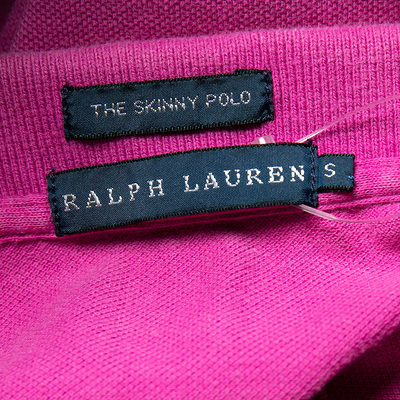 THE SKINNY POLO
RALPH LAUREN S